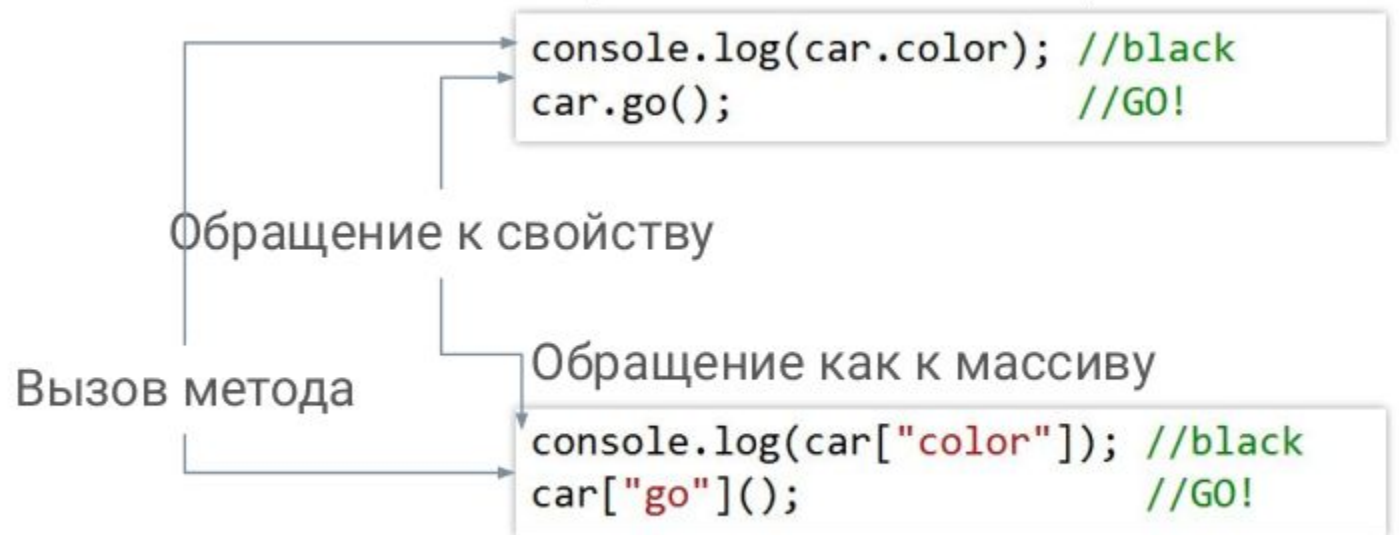 console.log(car.color); //black
car.go(); //GO!
Обращение к свойству
Обращение как к массиву
Вызов метода
console.log(car["color"]); //black
car["go"](); //GO!